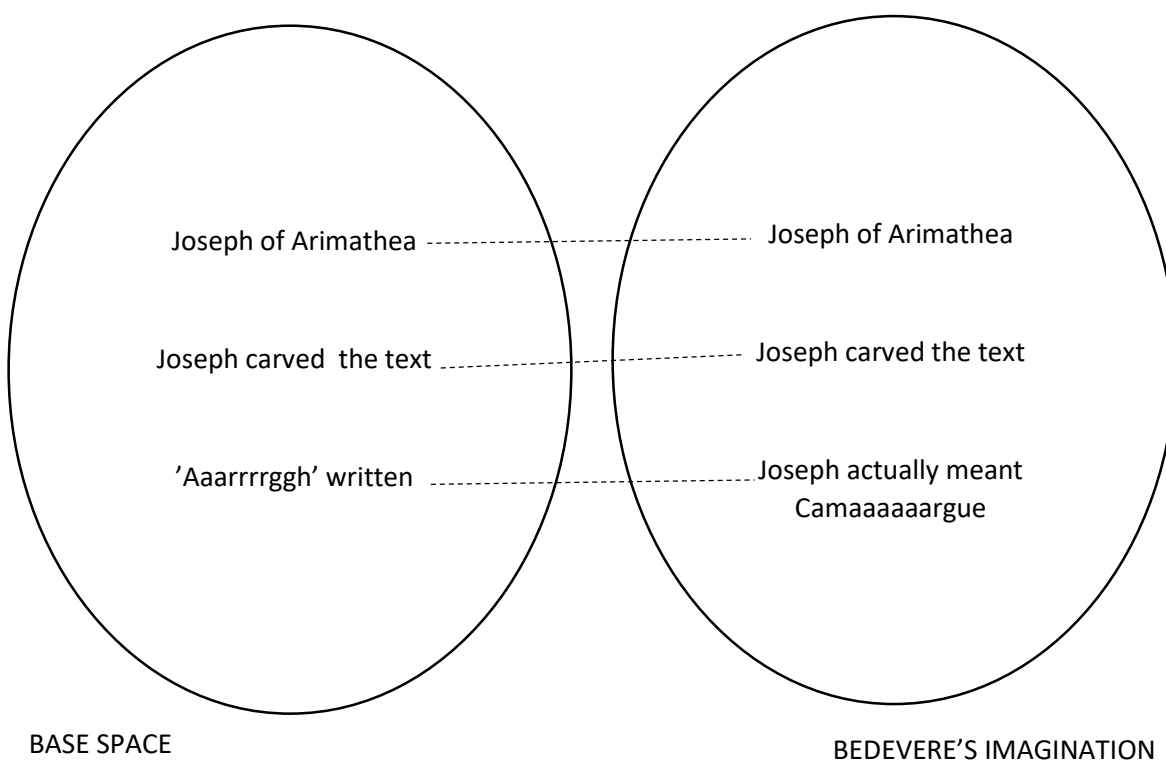 Joseph of Arimathea
Joseph of Arimathea
Joseph carved the text
Joseph carved the text
’Aaarrrrggh’ written
Joseph actually meant
Camaaaaaargue
BASE SPACE
BEDEVERE’S IMAGINATION